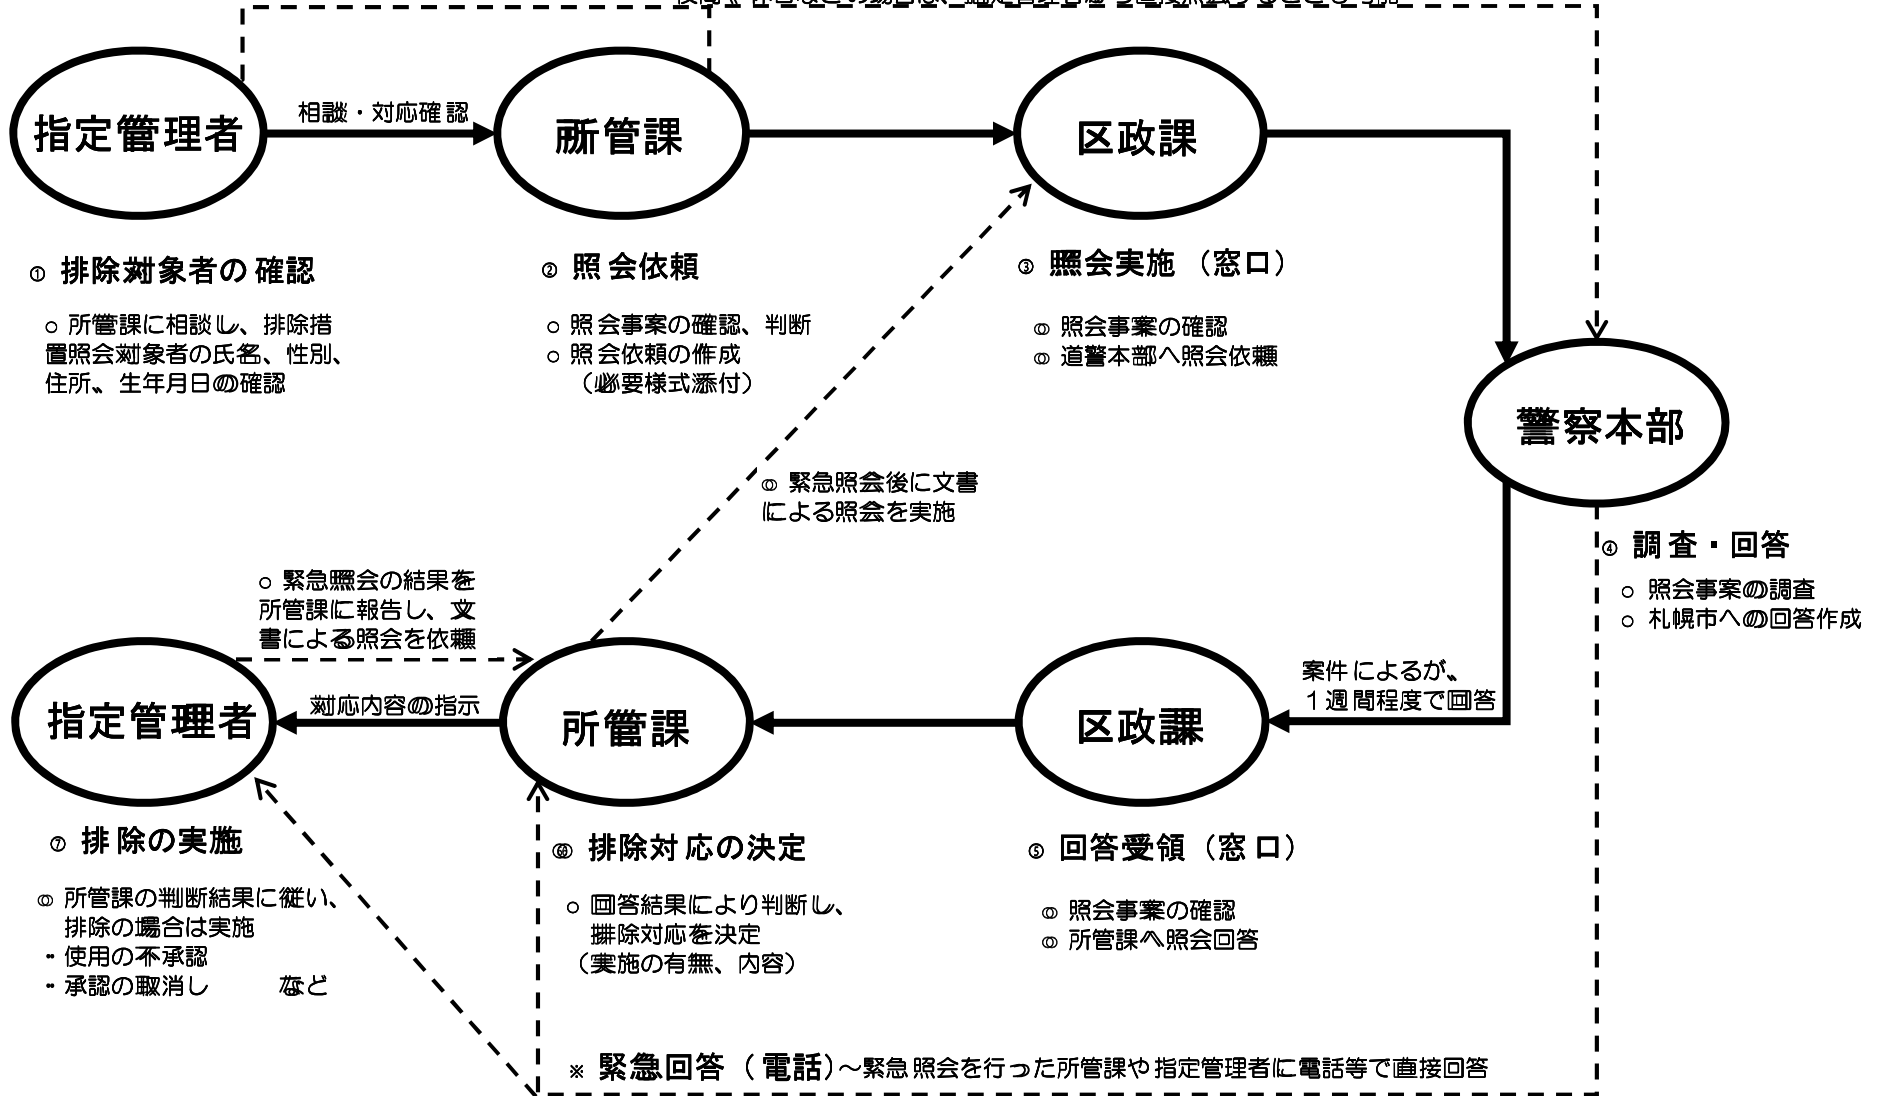 指定管理者
相談・対応確認
所管課
区政課
① 排除対象者の確認
○ 所管課に相談し、排除措
置照会対象者の氏名、性別、
住所、生年月日の確認
② 照会依頼
○ 照会事案の確認、判断
○ 照会依頼の作成
（必要様式添付）
③ 照会実施（窓口）
○ 照会事案の確認
○ 道警本部へ照会依頼
警察本部
○ 緊急照会後に文書
による照会を実施
④ 調査・回答
○ 照会事案の調査
○ 札幌市への回答作成
○ 緊急照会の結果を
所管課に報告し、文
書による照会を依頼
案件によるが、
１週間程度で回答
指定管理者
対応内容の指示
所管課
区政課
⑦ 排除の実施
○ 所管課の判断結果に従い、
排除の場合は実施
・使用の不承認
・承認の取消し　　　など
⑥ 排除対応の決定
○ 回答結果により判断し、
排除対応を決定
（実施の有無、内容）
⑤ 回答受領（窓口）
○ 照会事案の確認
○ 所管課へ照会回答
※ 緊急回答（電話）～緊急照会を行った所管課や指定管理者に電話等で直接回答